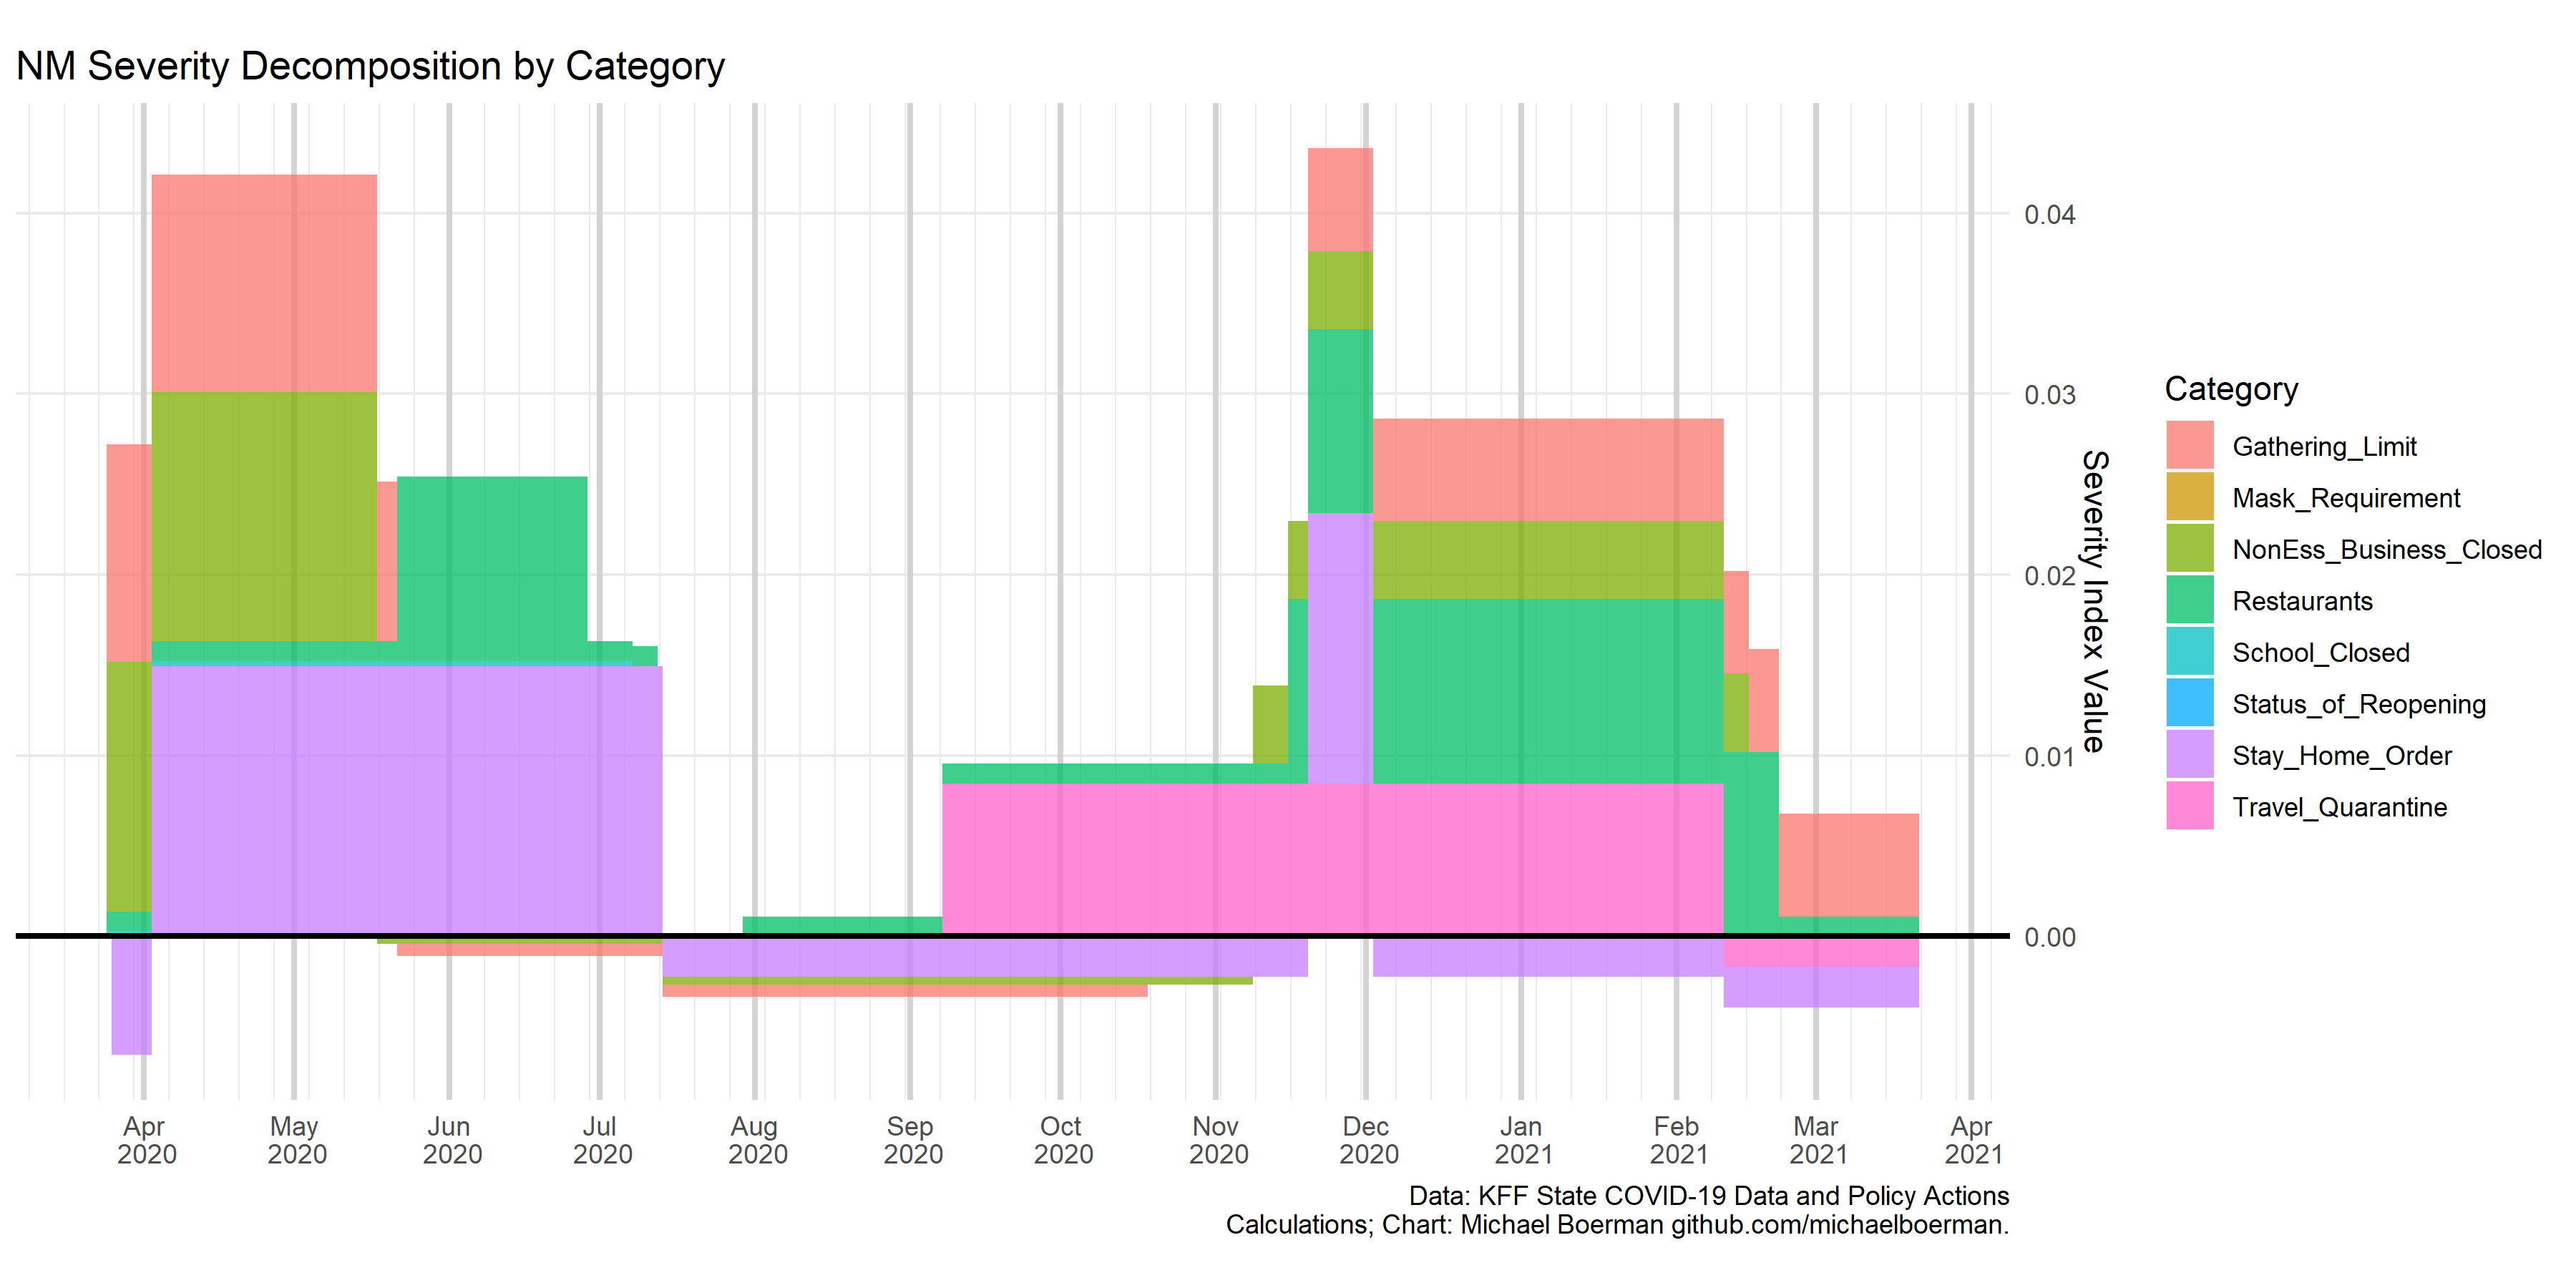 NM Severity Decomposition by Category
0.04
0.03
0.02
0.01
0.00
Severity Index Value
Category
Gathering_Limit
Mask_Requirement
NonEss_Business_Closed
Restaurants
School_Closed
Status_of_Reopening
Stay_Home_Order
Travel_Quarantine
Apr May Jun Jul Aug Sep Oct Nov Dec Jan Feb Mar Apr
2020 2020 2020 2020 2020 2020 2020 2020 2020 2021 2021 2021 2021
Data: KFF State COVID-19 Data and Policy Actions
Calculations; Chart: Michael Boerman github.com/michaelboerman.